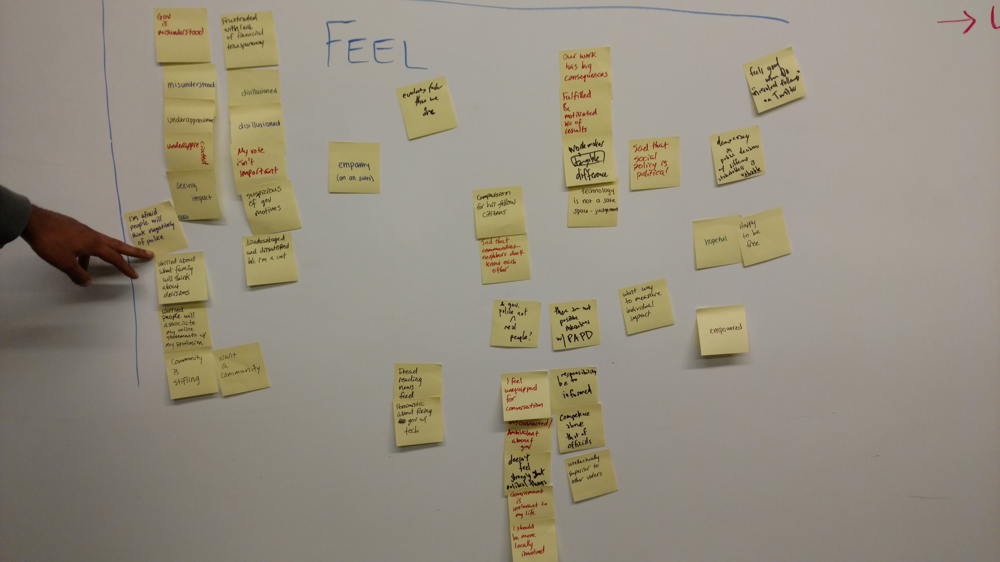 FEEL
Gov
is
misunderstood
misunderstood
underappreciative
underappreciated
seeing
impact
FEEL
I'm afraid
people will
think negatively
of police
Worried about
what family
will think
about
decisions
Worried
people will
associate
my online
statements w/
my profession
Community
is
stifling
Want
a
community
Frustrated
with lack
of financial
transparency
disillusioned
disillusioned
My vote
isn't
important
suspicious
of gov
motives
disadvantaged
and dissatisfied
b/c I'm a vet
empathy
(on all sides)
evolving
than we
are
Dread
reading
news
feed
Pessimistic
about fixing
gov w/
tech
Compassion
for his fellow
citizens
Sad that
communities
neighbors don't
know each
other
& gov.
police not
real
people?
there are not
positive
interactions
w/ PAPD
I feel
unequipped
for
conversation
Disconnected/
Ambivalent
about
gov
doesn't
feel
strongly about
political things
Government
is
irrelevant to
my life
I should
be more
locally
involved
responsibility
be to
informed
Competence
above
that of
officials
intellectually
superior to
other voters
Our work
has big
consequences
Fulfilled
&
motivated
b/c of
results
work makes
a
tangible
difference
technology
is not a safe
space - judgement
Sad that
social
policy is
political
Want way
to measure
individual
impact
feels good
when
on Twitter
democracy
in
public decisions
w/ different
stakeholders is
valuable
hopeful
Happy
to be
free
empowered
→